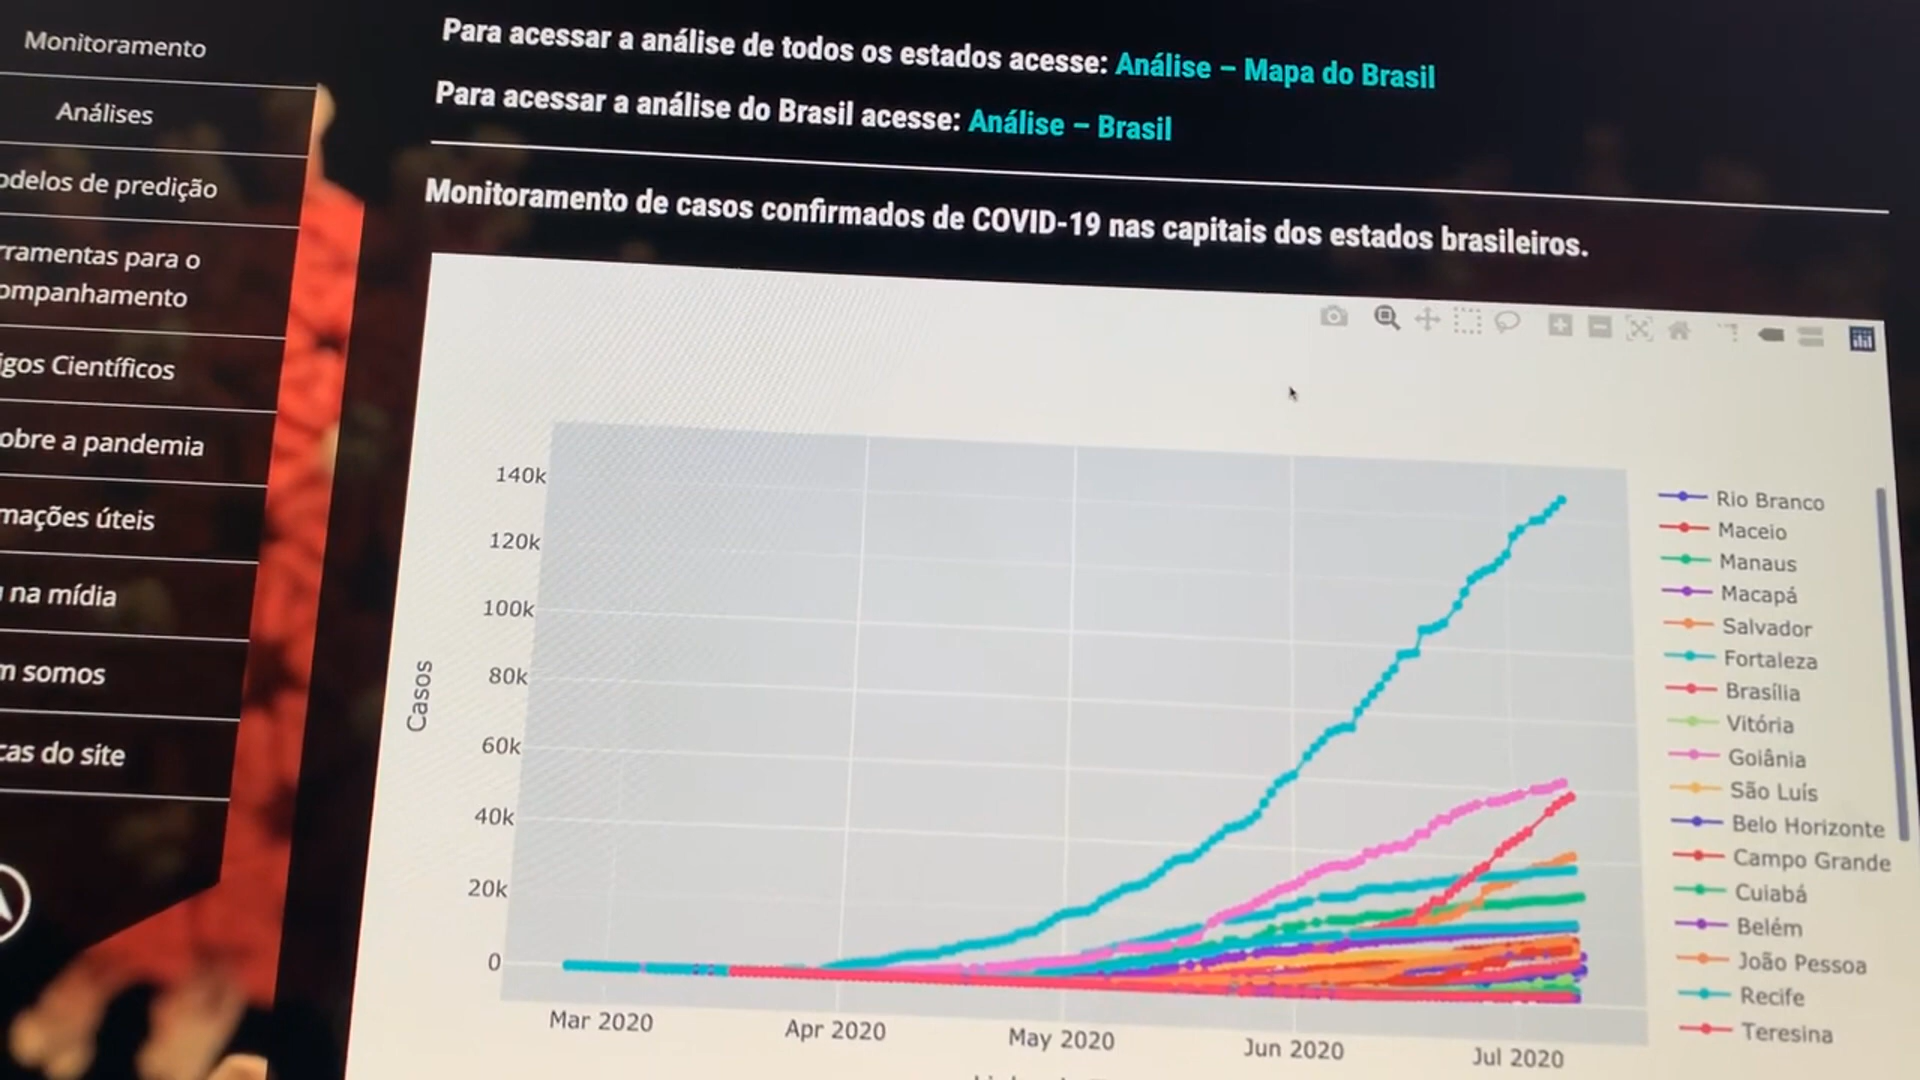 Monitoramento
Análises
odelos de predição
rramentas para o
ompanhamento
igos Científicos
obre a pandemia
mações úteis
na mídia
m somos
cas do site
Para acessar a análise de todos os estados acesse: Análise – Mapa do Brasil
Para acessar a análise do Brasil acesse: Análise – Brasil
Monitoramento de casos confirmados de COVID-19 nas capitais dos estados brasileiros.
Casos
140k
120k
100k
80k
60k
40k
20k
0
Mar 2020
Apr 2020
May 2020
Jun 2020
Jul 2020
Rio Branco
Maceio
Manaus
Macapá
Salvador
Fortaleza
Brasília
Vitória
Goiânia
São Luís
Belo Horizonte
Campo Grande
Cuiabá
Belém
João Pessoa
Recife
Teresina